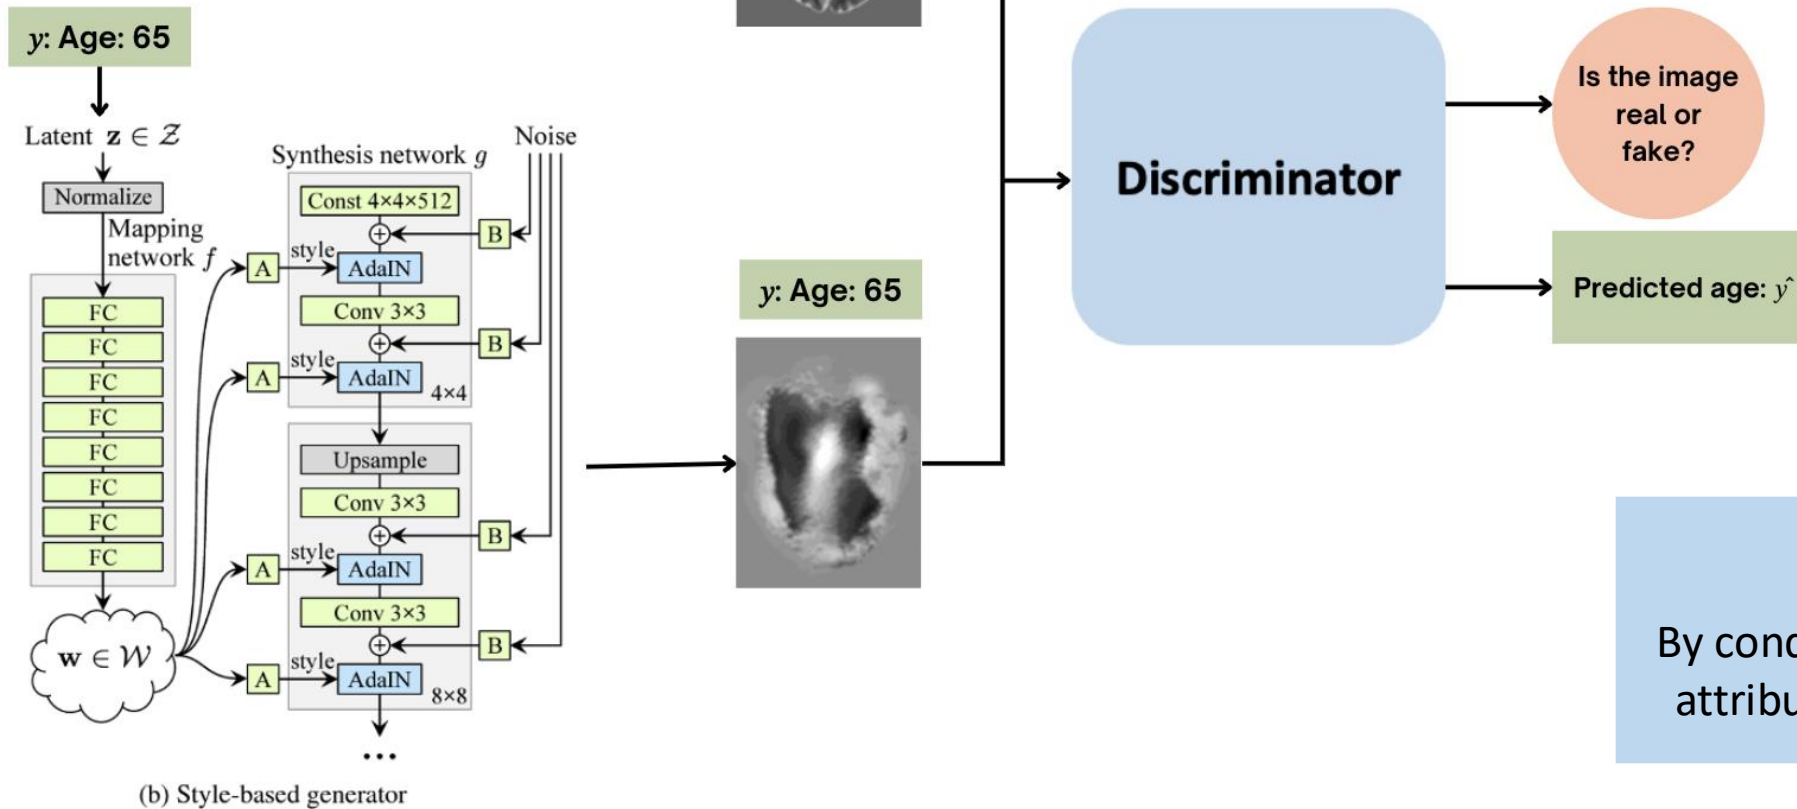 y: Age: 65
Latent z ∈ Z
Normalize
Mapping
network f
FC
FC
FC
FC
FC
FC
FC
FC
w ∈ W
Synthesis network g
Noise
Const 4×4×512
B
style
A
AdaIN
Conv 3×3
B
style
A
AdaIN
4×4
Upsample
Conv 3×3
B
style
A
AdaIN
Conv 3×3
B
style
A
AdaIN
8×8
...
(b) Style-based generator
y: Age: 65
Discriminator
Is the image
real or
fake?
Predicted age: ŷ
By cond
attribu